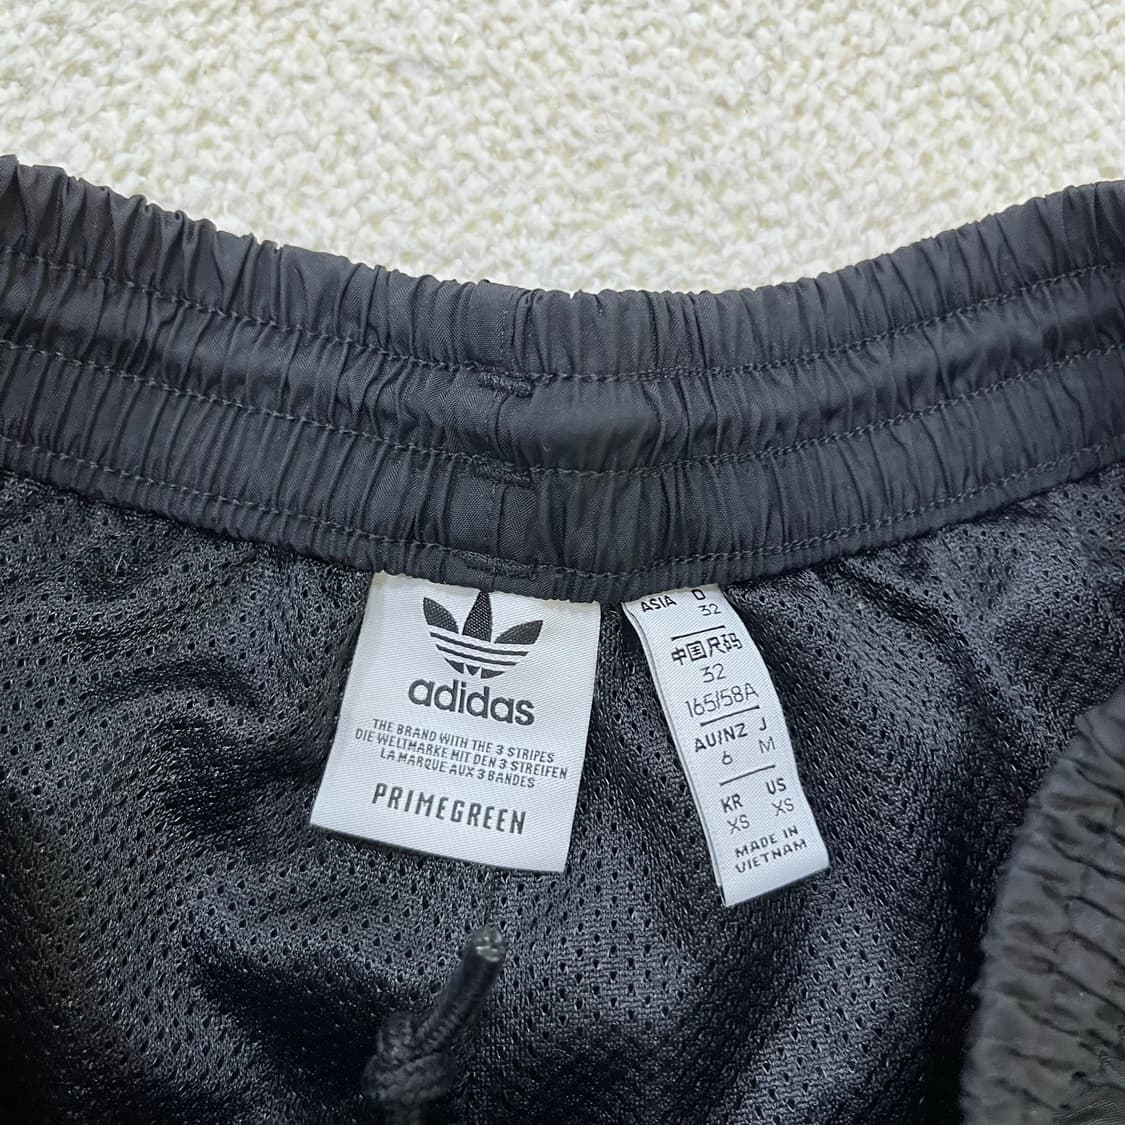 adidas
THE BRAND WITH THE 3 STRIPES
DIE WELTMARKE MIT DEN 3 STREIFEN
LA MARQUE AUX 3 BANDES
PRIMEGREEN
ASIA D
32
中国尺码
32
165/58A
AU/NZ J
6 M
KR US
XS XS
MADE IN
VIETNAM